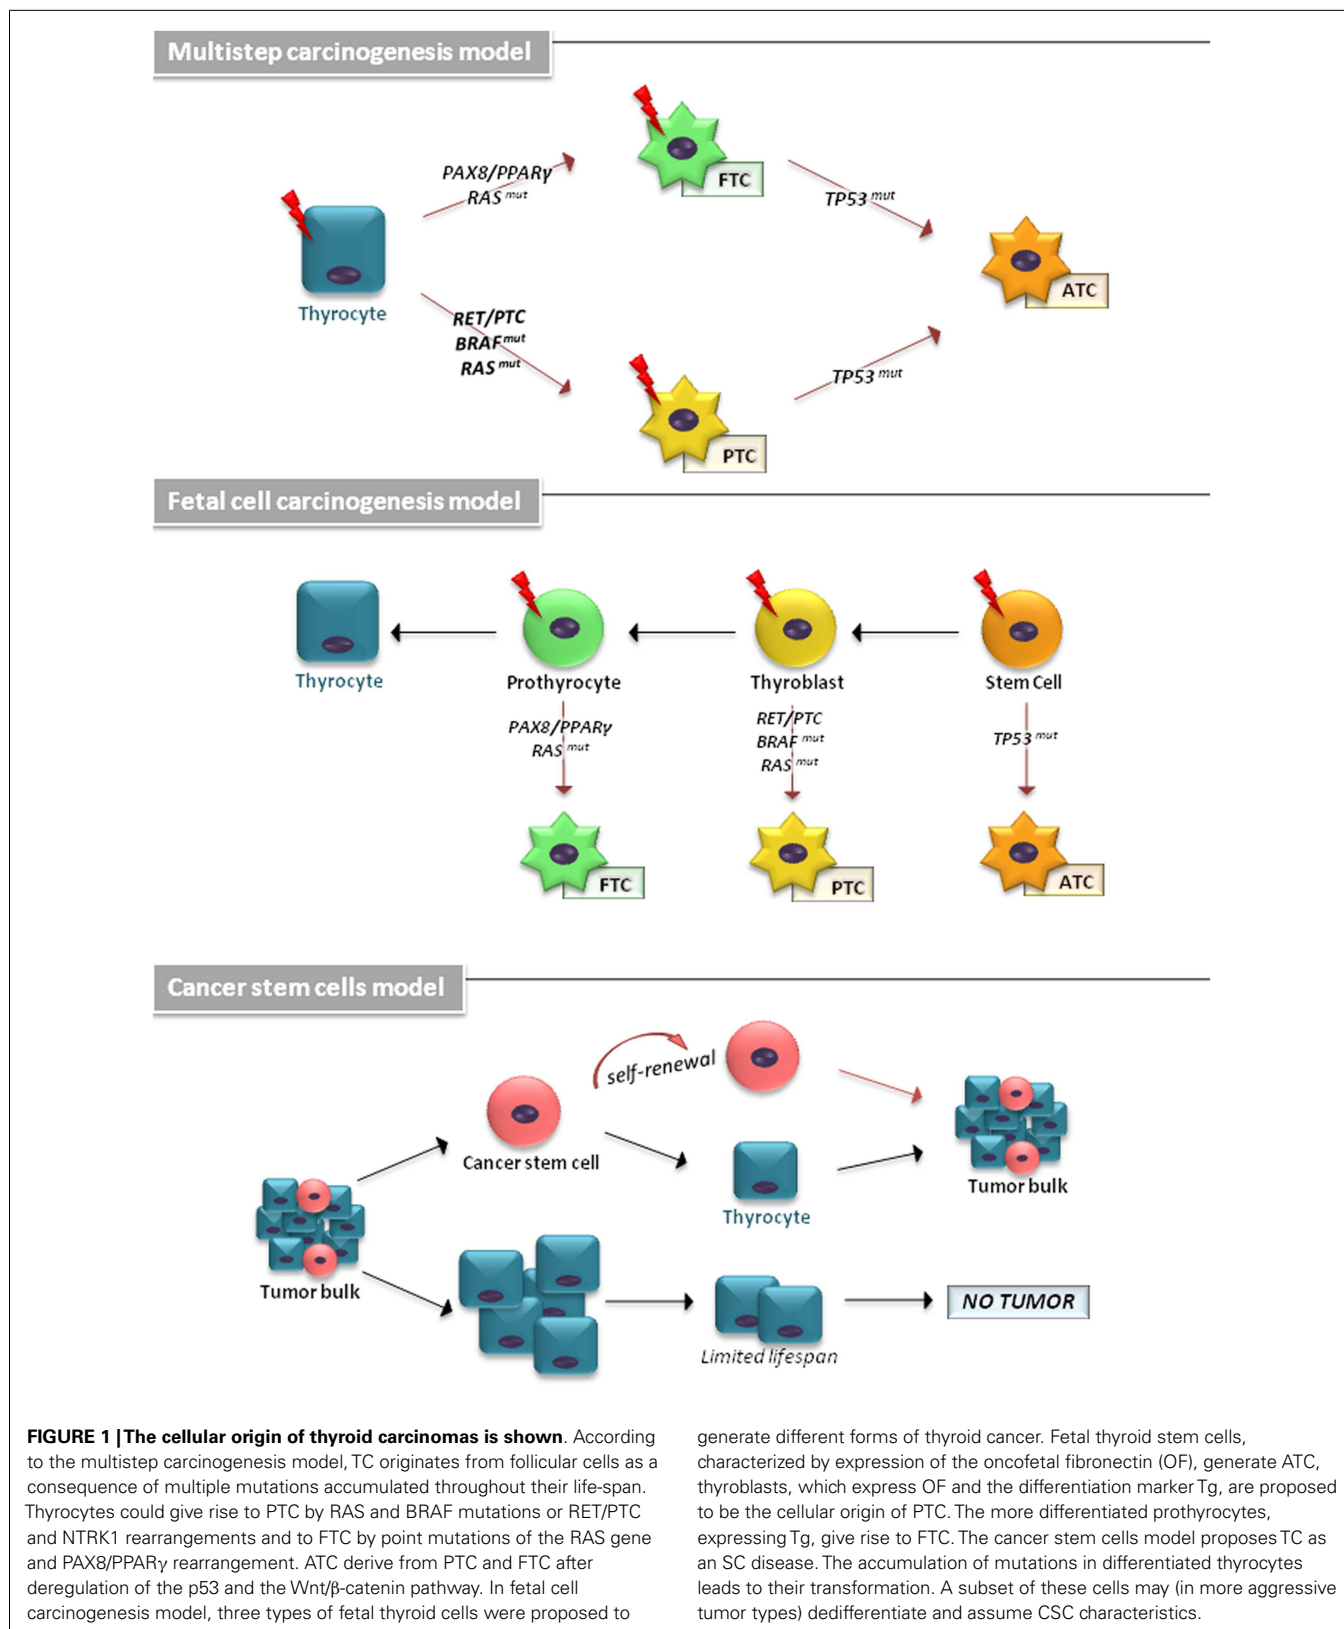 Multistep carcinogenesis model
PAX8/PPARγ
RAS mut
FTC
TP53 mut
Thyrocyte
ATC
RET/PTC
BRAF mut
RAS mut
TP53 mut
PTC
Fetal cell carcinogenesis model
Thyrocyte
Prothyrocyte
Thyroblast
Stem Cell
PAX8/PPARγ
RAS mut
RET/PTC
BRAF mut
RAS mut
TP53 mut
FTC
PTC
ATC
Cancer stem cells model
self-renewal
Cancer stem cell
Thyrocyte
Tumor bulk
Tumor bulk
Limited lifespan
NO TUMOR
FIGURE 1 | The cellular origin of thyroid carcinomas is shown. According
to the multistep carcinogenesis model, TC originates from follicular cells as a
consequence of multiple mutations accumulated throughout their life-span.
Thyrocytes could give rise to PTC by RAS and BRAF mutations or RET/PTC
and NTRK1 rearrangements and to FTC by point mutations of the RAS gene
and PAX8/PPARγ rearrangement. ATC derive from PTC and FTC after
deregulation of the p53 and the Wnt/β-catenin pathway. In fetal cell
carcinogenesis model, three types of fetal thyroid cells were proposed to
generate different forms of thyroid cancer. Fetal thyroid stem cells,
characterized by expression of the oncofetal fibronectin (OF), generate ATC,
thyroblasts, which express OF and the differentiation marker Tg, are proposed
to be the cellular origin of PTC. The more differentiated prothyrocytes,
expressing Tg, give rise to FTC. The cancer stem cells model proposes TC as
an SC disease. The accumulation of mutations in differentiated thyrocytes
leads to their transformation. A subset of these cells may (in more aggressive
tumor types) dedifferentiate and assume CSC characteristics.